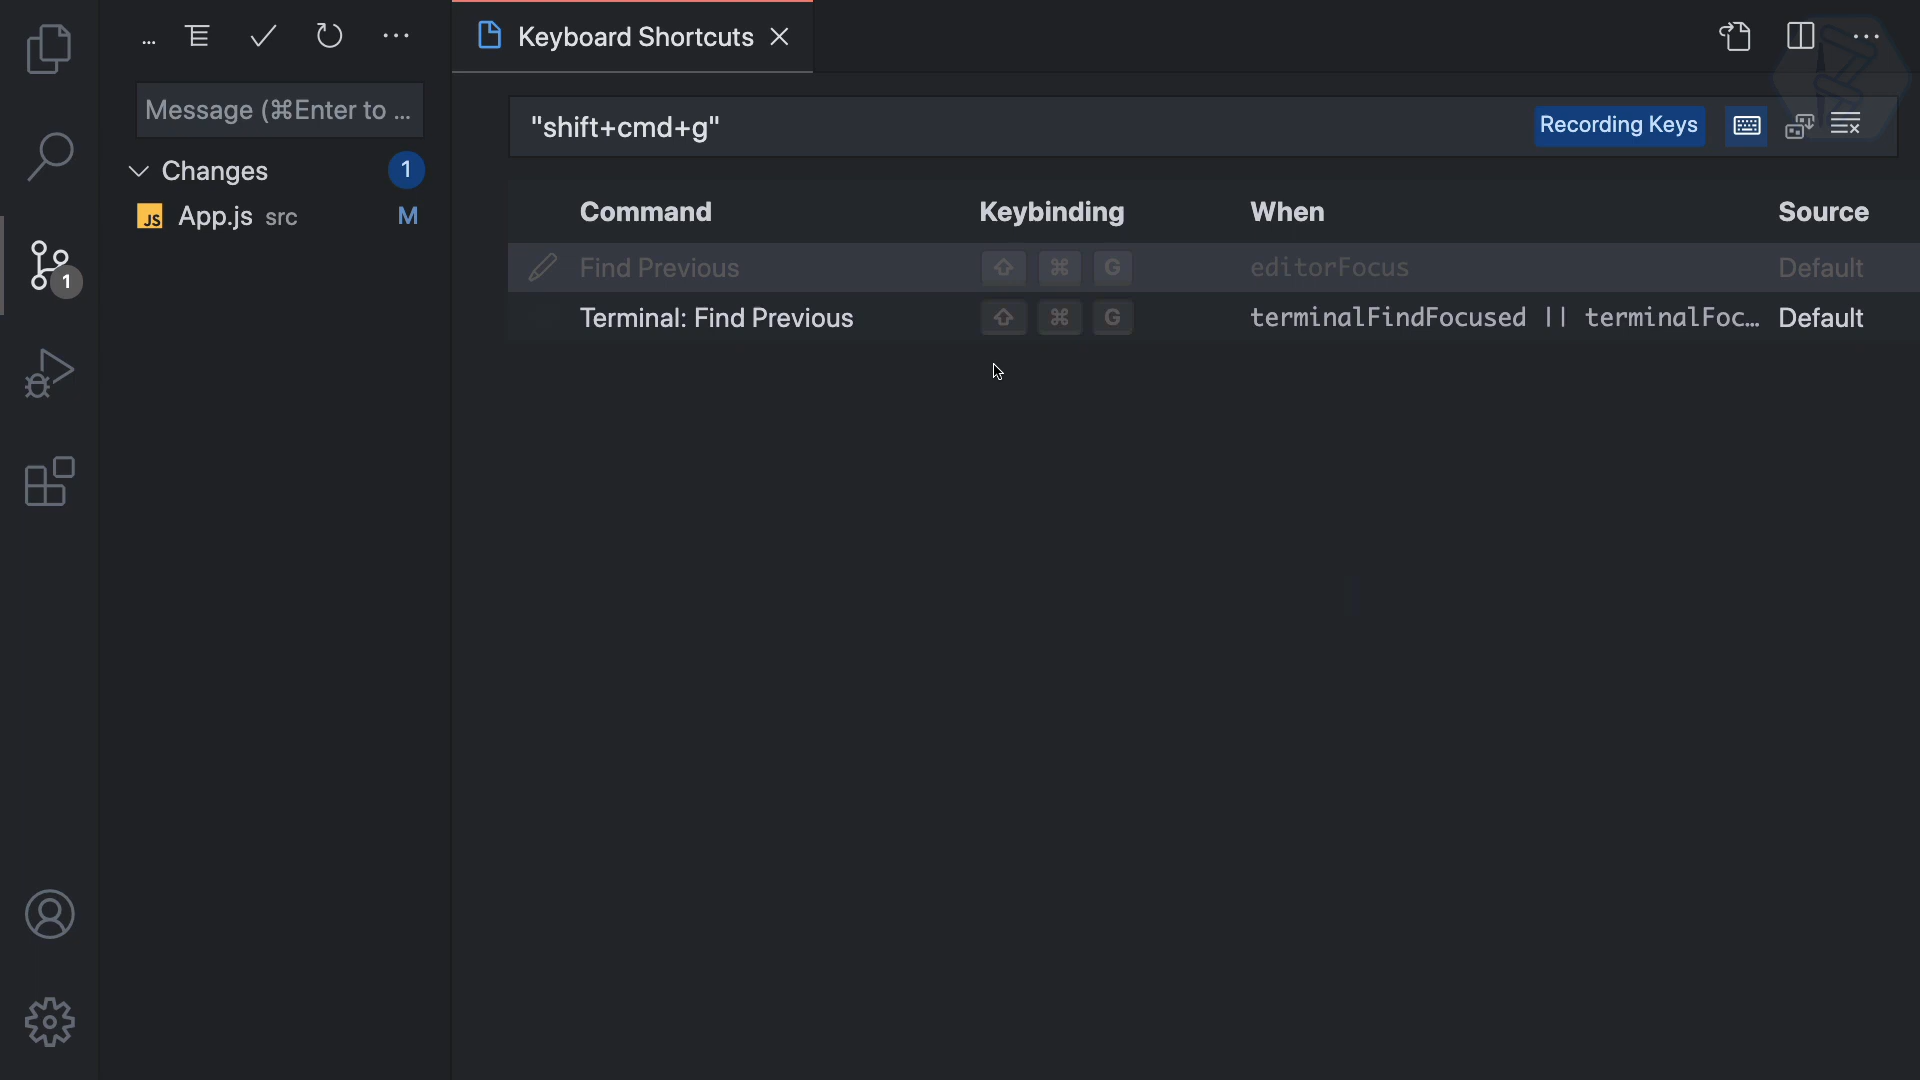 ...
Message (⌘Enter to ...
Changes 1
App.js src M
1
Keyboard Shortcuts
"shift+cmd+g" Recording Keys
Command Keybinding When Source
Find Previous ⇧ ⌘ G editorFocus Default
Terminal: Find Previous ⇧ ⌘ G terminalFindFocused || terminalFoc… Default